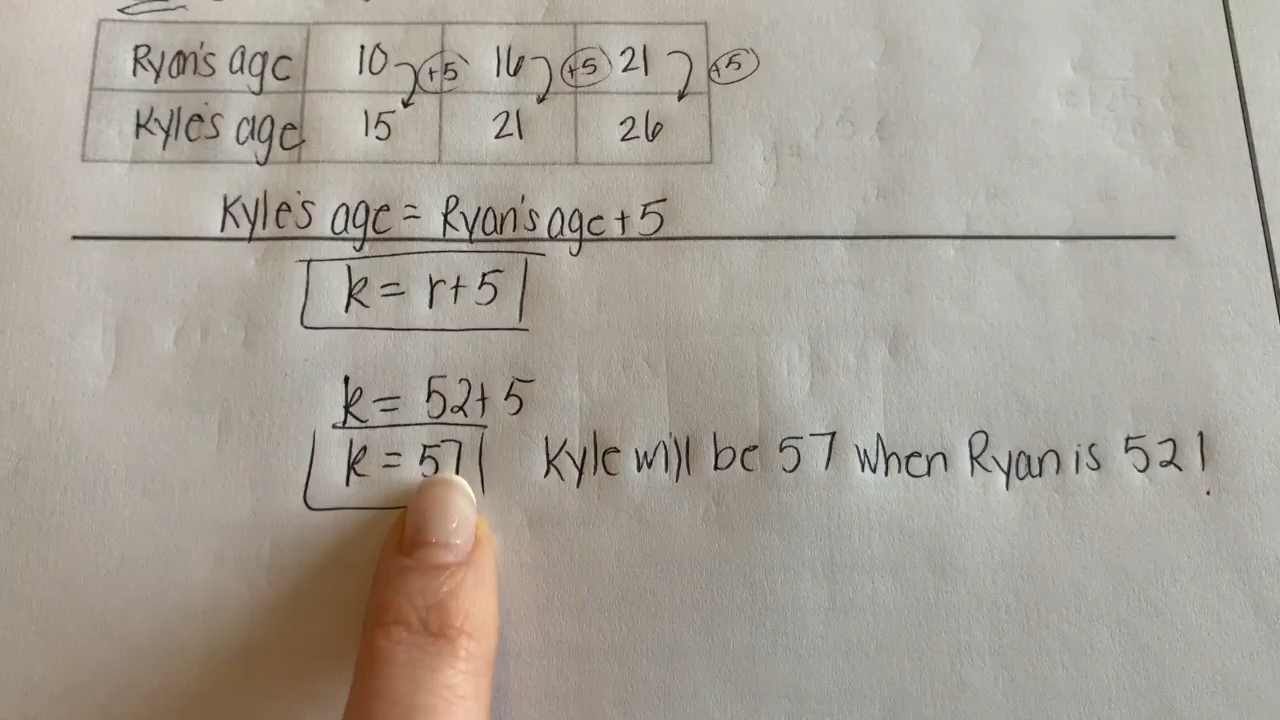 Ryan's age 10 +5 16 +5 21 +5
Kyle's age 15 21 26
Kyle's age = Ryan's age + 5
k = r + 5
k = 52 + 5
k = 57 Kyle will be 57 when Ryan is 52!